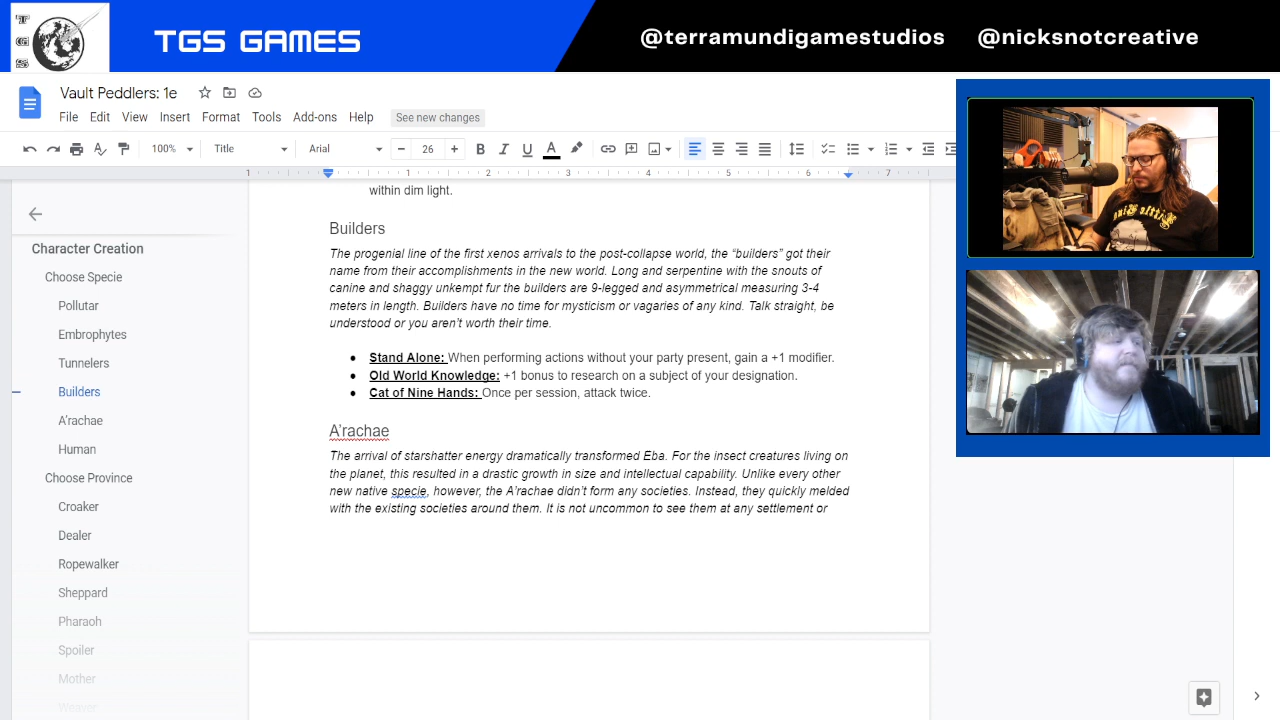 T
GS
S
TGS GAMES
@terramundigamestudios @nicksnotcreative
Vault Peddlers: 1e
File Edit View Insert Format Tools Add-ons Help See new changes
100% Title Arial 26 B I U A
1 1 2 3 4 5 6 7
Character Creation
Choose Specie
Pollutar
Embrophytes
Tunnelers
Builders
A'rachae
Human
Choose Province
Croaker
Dealer
Ropewalker
Sheppard
Pharaoh
Spoiler
Mother
Weaver
within dim light.
Builders
The progenial line of the first xenos arrivals to the post-collapse world, the “builders” got their
name from their accomplishments in the new world. Long and serpentine with the snouts of
canine and shaggy unkempt fur the builders are 9-legged and asymmetrical measuring 3-4
meters in length. Builders have no time for mysticism or vagaries of any kind. Talk straight, be
understood or you aren’t worth their time.
● Stand Alone: When performing actions without your party present, gain a +1 modifier.
● Old World Knowledge: +1 bonus to research on a subject of your designation.
● Cat of Nine Hands: Once per session, attack twice.
A’rachae
The arrival of starshatter energy dramatically transformed Eba. For the insect creatures living on
the planet, this resulted in a drastic growth in size and intellectual capability. Unlike every other
new native specie, however, the A’rachae didn’t form any societies. Instead, they quickly melded
with the existing societies around them. It is not uncommon to see them at any settlement or